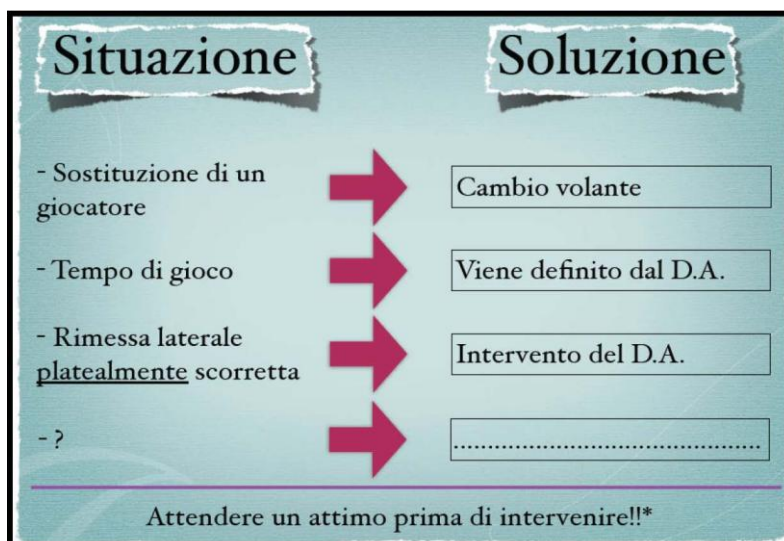 Situazione
Soluzione
- Sostituzione di un
giocatore
Cambio volante
- Tempo di gioco
Viene definito dal D.A.
- Rimessa laterale
platealmente scorretta
Intervento del D.A.
- ?
................................................
Attendere un attimo prima di intervenire!!*